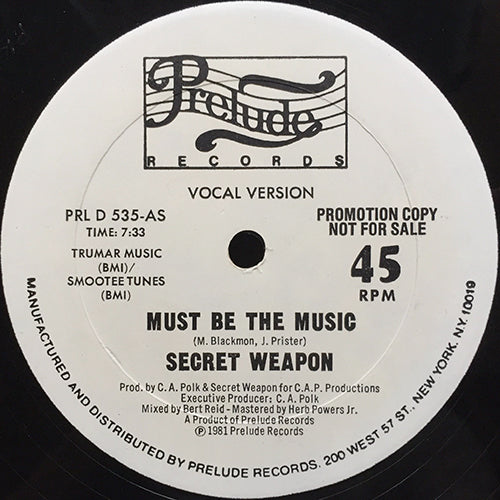 Prelude
RECORDS
VOCAL VERSION
PRL D 535-AS
TIME: 7:33
TRUMAR MUSIC
(BMI)/
SMOOTEE TUNES
(BMI)
PROMOTION COPY
NOT FOR SALE
45
RPM
MUST BE THE MUSIC
(M. Blackmon, J. Prister)
SECRET WEAPON
Prod. by C. A. Polk & Secret Weapon for C.A.P. Productions
Executive Producer: C. A. Polk
Mixed by Bert Reid - Mastered by Herb Powers Jr.
A Product of Prelude Records
℗ 1981 Prelude Records
MANUFACTURED AND DISTRIBUTED BY PRELUDE RECORDS, 200 WEST 57 ST., NEW YORK, N.Y. 10019